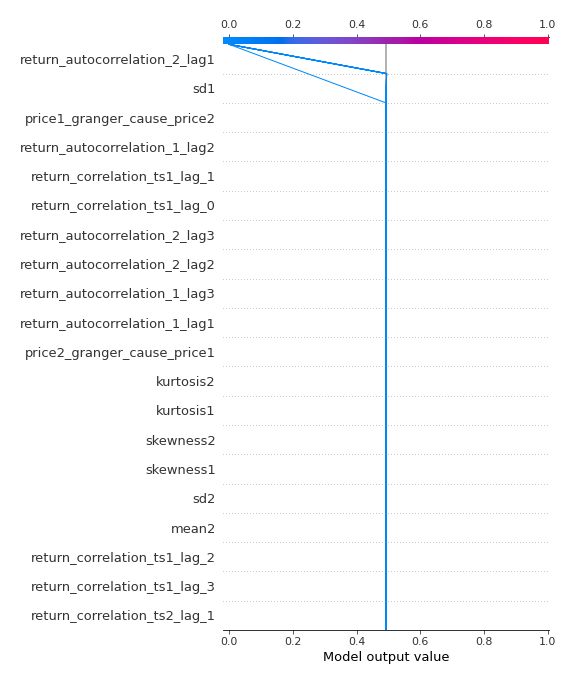 0.0 0.2 0.4 0.6 0.8 1.0
return_autocorrelation_2_lag1
sd1
price1_granger_cause_price2
return_autocorrelation_1_lag2
return_correlation_ts1_lag_1
return_correlation_ts1_lag_0
return_autocorrelation_2_lag3
return_autocorrelation_2_lag2
return_autocorrelation_1_lag3
return_autocorrelation_1_lag1
price2_granger_cause_price1
kurtosis2
kurtosis1
skewness2
skewness1
sd2
mean2
return_correlation_ts1_lag_2
return_correlation_ts1_lag_3
return_correlation_ts2_lag_1
0.0 0.2 0.4 0.6 0.8 1.0
Model output value